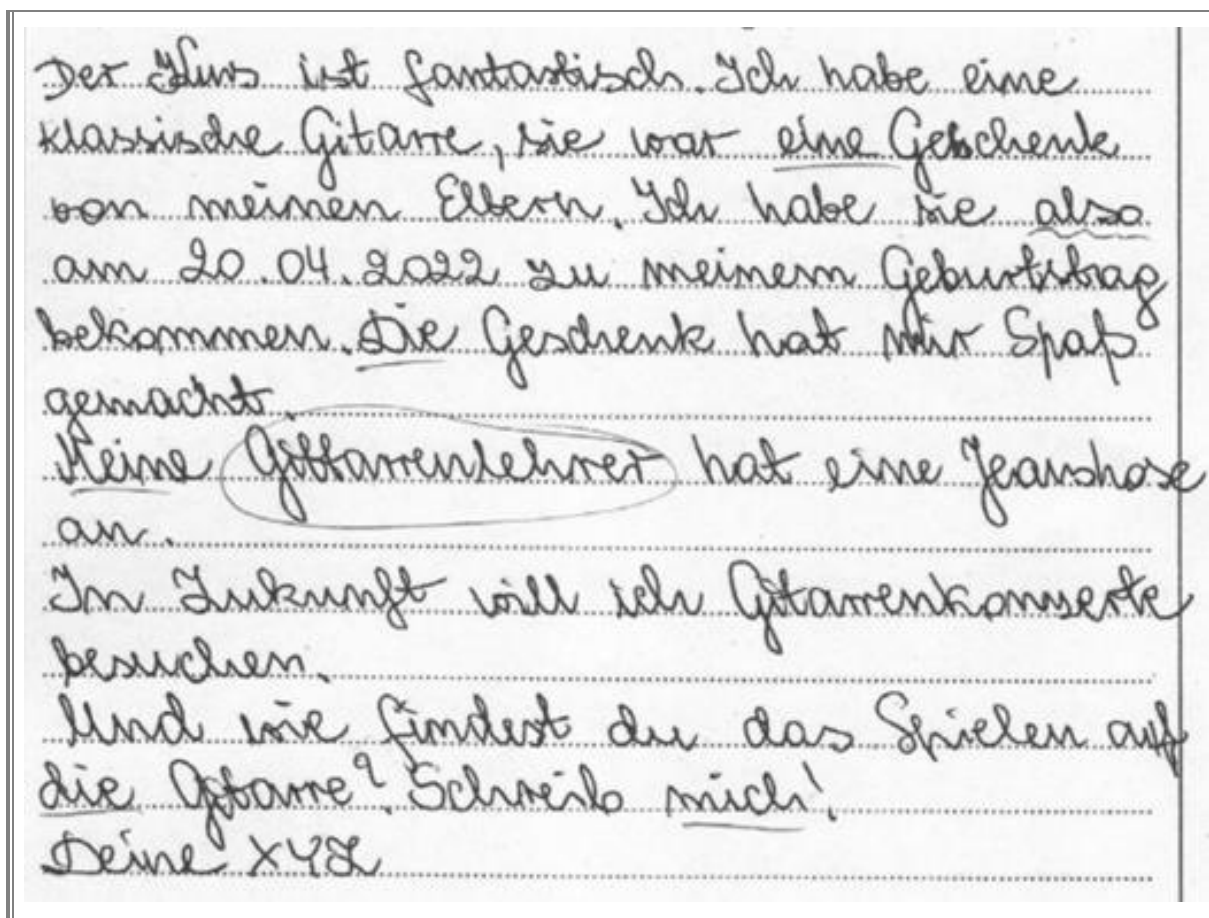 Der Kurs ist fantastisch. Ich habe eine
klassische Gitarre, sie war eine Geschenk
von meinen Eltern. Ich habe sie also
am 20.04.2022 zu meinem Geburtstag
bekommen. Die Geschenk hat mir Spaß
gemacht.
Meine Gittarrenlehrer hat eine Jeanshose
an.
In Zukunft will ich Gitarrenkonzerte
besuchen.
Und wie findest du das Spielen auf
die Gitarre? Schreib mich!
Deine XYZ